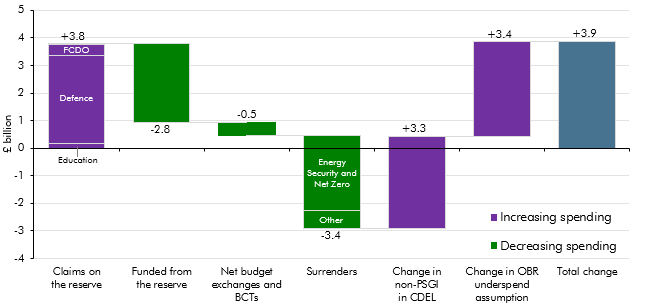 £ billion
5
4
3
2
1
0
-1
-2
-3
-4
+3.8
FCDO
Defence
Education
-2.8
-0.5
Energy
Security and
Net Zero
Other
-3.4
+3.3
+3.4
+3.9
Increasing spending
Decreasing spending
Claims on
the reserve
Funded from
the reserve
Net budget
exchanges and
BCTs
Surrenders
Change in
non-PSGI
in CDEL
Change in OBR
underspend
assumption
Total change